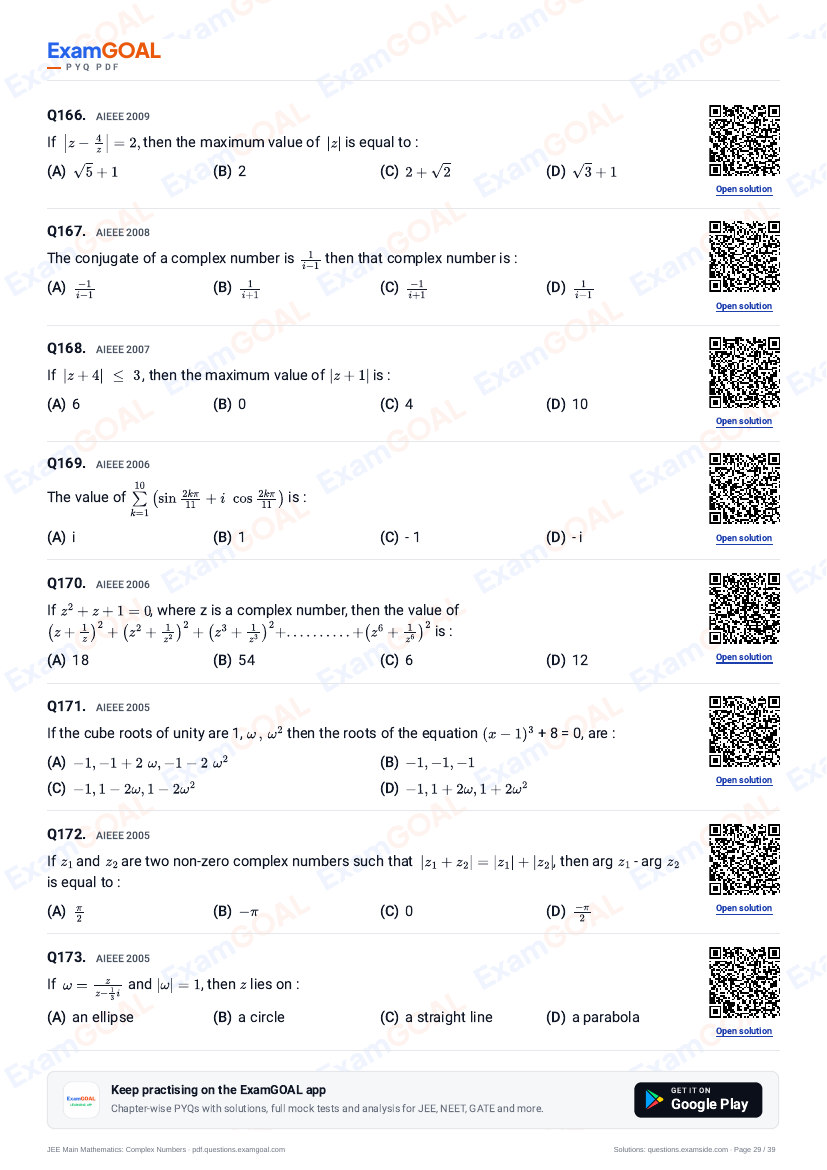 ExamGOAL
PYQ PDF
Q166. AIEEE 2009
If |z − 4/z| = 2, then the maximum value of |z| is equal to :
(A) √5 + 1 (B) 2 (C) 2 + √2 (D) √3 + 1
Open solution
Q167. AIEEE 2008
The conjugate of a complex number is 1/(i−1) then that complex number is :
(A) −1/(i−1) (B) 1/(i+1) (C) −1/(i+1) (D) 1/(i−1)
Open solution
Q168. AIEEE 2007
If |z + 4| ≤ 3, then the maximum value of |z + 1| is :
(A) 6 (B) 0 (C) 4 (D) 10
Open solution
Q169. AIEEE 2006
The value of ∑_{k=1}^{10} (sin 2kπ/11 + i cos 2kπ/11) is :
(A) i (B) 1 (C) - 1 (D) - i
Open solution
Q170. AIEEE 2006
If z² + z + 1 = 0, where z is a complex number, then the value of
(z + 1/z)² + (z² + 1/z²)² + (z³ + 1/z³)² + . . . . . . . . . . + (z⁶ + 1/z⁶)² is :
(A) 18 (B) 54 (C) 6 (D) 12
Open solution
Q171. AIEEE 2005
If the cube roots of unity are 1, ω , ω² then the roots of the equation (x − 1)³ + 8 = 0, are :
(A) −1, −1 + 2 ω, −1 − 2 ω² (B) −1, −1, −1
(C) −1, 1 − 2ω, 1 − 2ω² (D) −1, 1 + 2ω, 1 + 2ω²
Open solution
Q172. AIEEE 2005
If z₁ and z₂ are two non-zero complex numbers such that |z₁ + z₂| = |z₁| + |z₂|, then arg z₁ - arg z₂
is equal to :
(A) π/2 (B) −π (C) 0 (D) −π/2
Open solution
Q173. AIEEE 2005
If ω = z/(z − 1/3 i) and |ω| = 1, then z lies on :
(A) an ellipse (B) a circle (C) a straight line (D) a parabola
Open solution
ExamGOAL
Keep practising on the ExamGOAL app
Chapter-wise PYQs with solutions, full mock tests and analysis for JEE, NEET, GATE and more.
GET IT ON
Google Play
JEE Main Mathematics: Complex Numbers · pdf.questions.examgoal.com
Solutions: questions.examside.com · Page 29 / 39